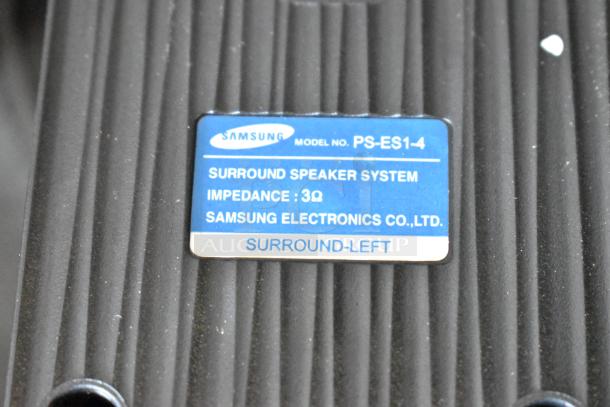 SAMSUNG MODEL NO. PS-ES1-4
SURROUND SPEAKER SYSTEM
IMPEDANCE : 3Ω
SAMSUNG ELECTRONICS CO.,LTD.
SURROUND-LEFT